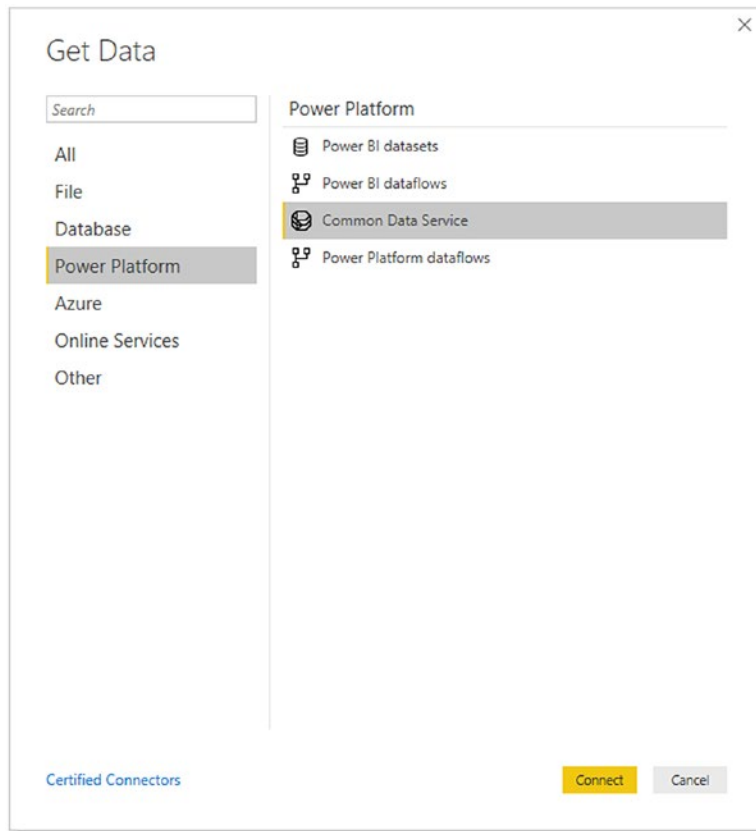 Get Data
Search
All
File
Database
Power Platform
Azure
Online Services
Other
Power Platform
Power BI datasets
Power BI dataflows
Common Data Service
Power Platform dataflows
Certified Connectors
Connect
Cancel